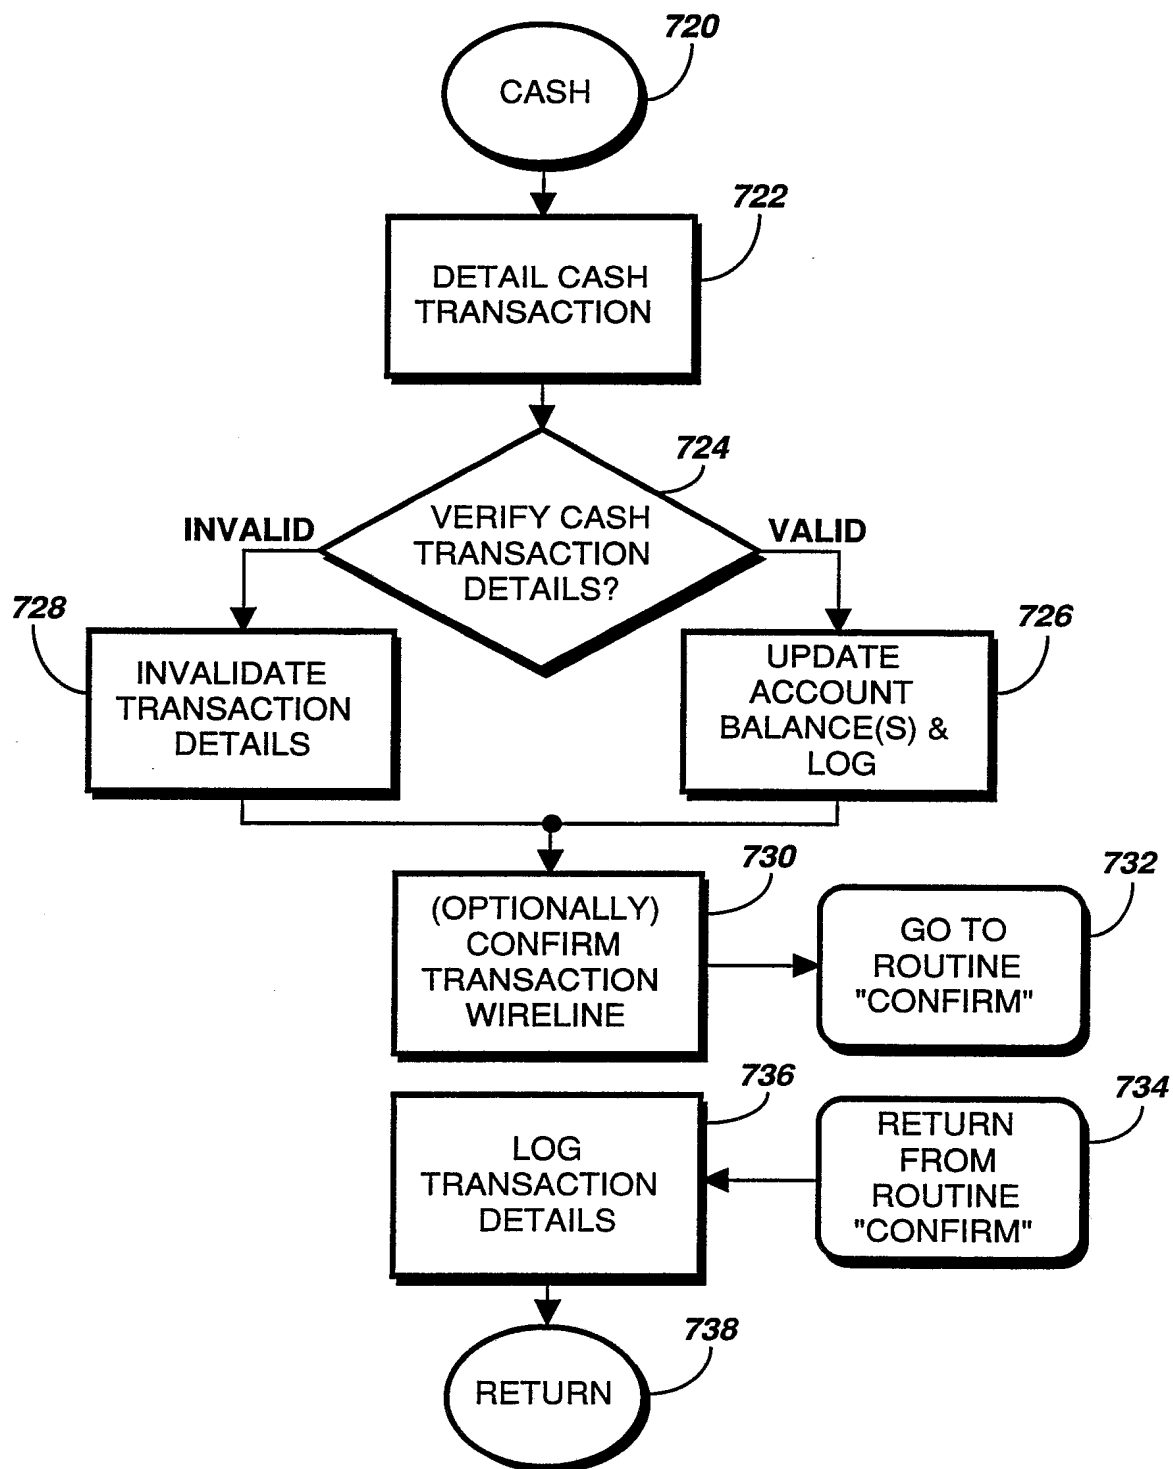 720
CASH
722
DETAIL CASH
TRANSACTION
724
VERIFY CASH
TRANSACTION
DETAILS?
INVALID
VALID
728
INVALIDATE
TRANSACTION
DETAILS
726
UPDATE
ACCOUNT
BALANCE(S) &
LOG
730
(OPTIONALLY)
CONFIRM
TRANSACTION
WIRELINE
732
GO TO
ROUTINE
"CONFIRM"
736
LOG
TRANSACTION
DETAILS
734
RETURN
FROM
ROUTINE
"CONFIRM"
738
RETURN